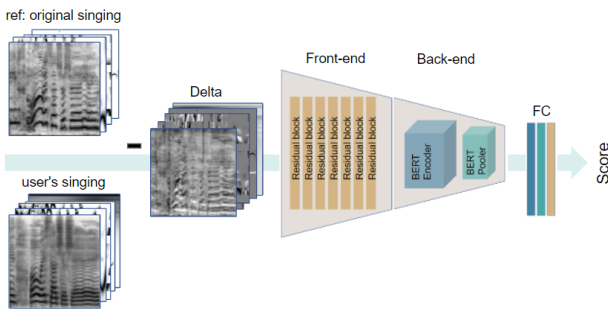 ref: original singing
Delta
user's singing
Front-end
Back-end
Residual block
Residual block
Residual block
Residual block
Residual block
Residual block
Residual block
BERT
Encoder
BERT
Pooler
FC
Score